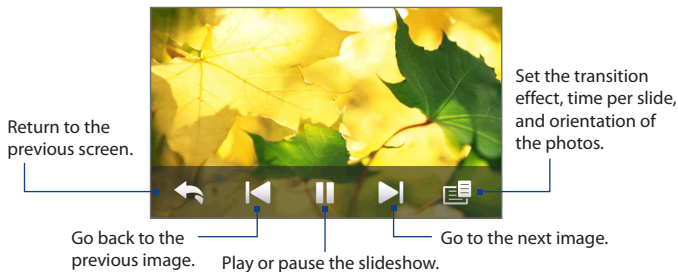 Return to the
previous screen.
Set the transition
effect, time per slide,
and orientation of
the photos.
Go back to the
previous image.
Play or pause the slideshow.
Go to the next image.